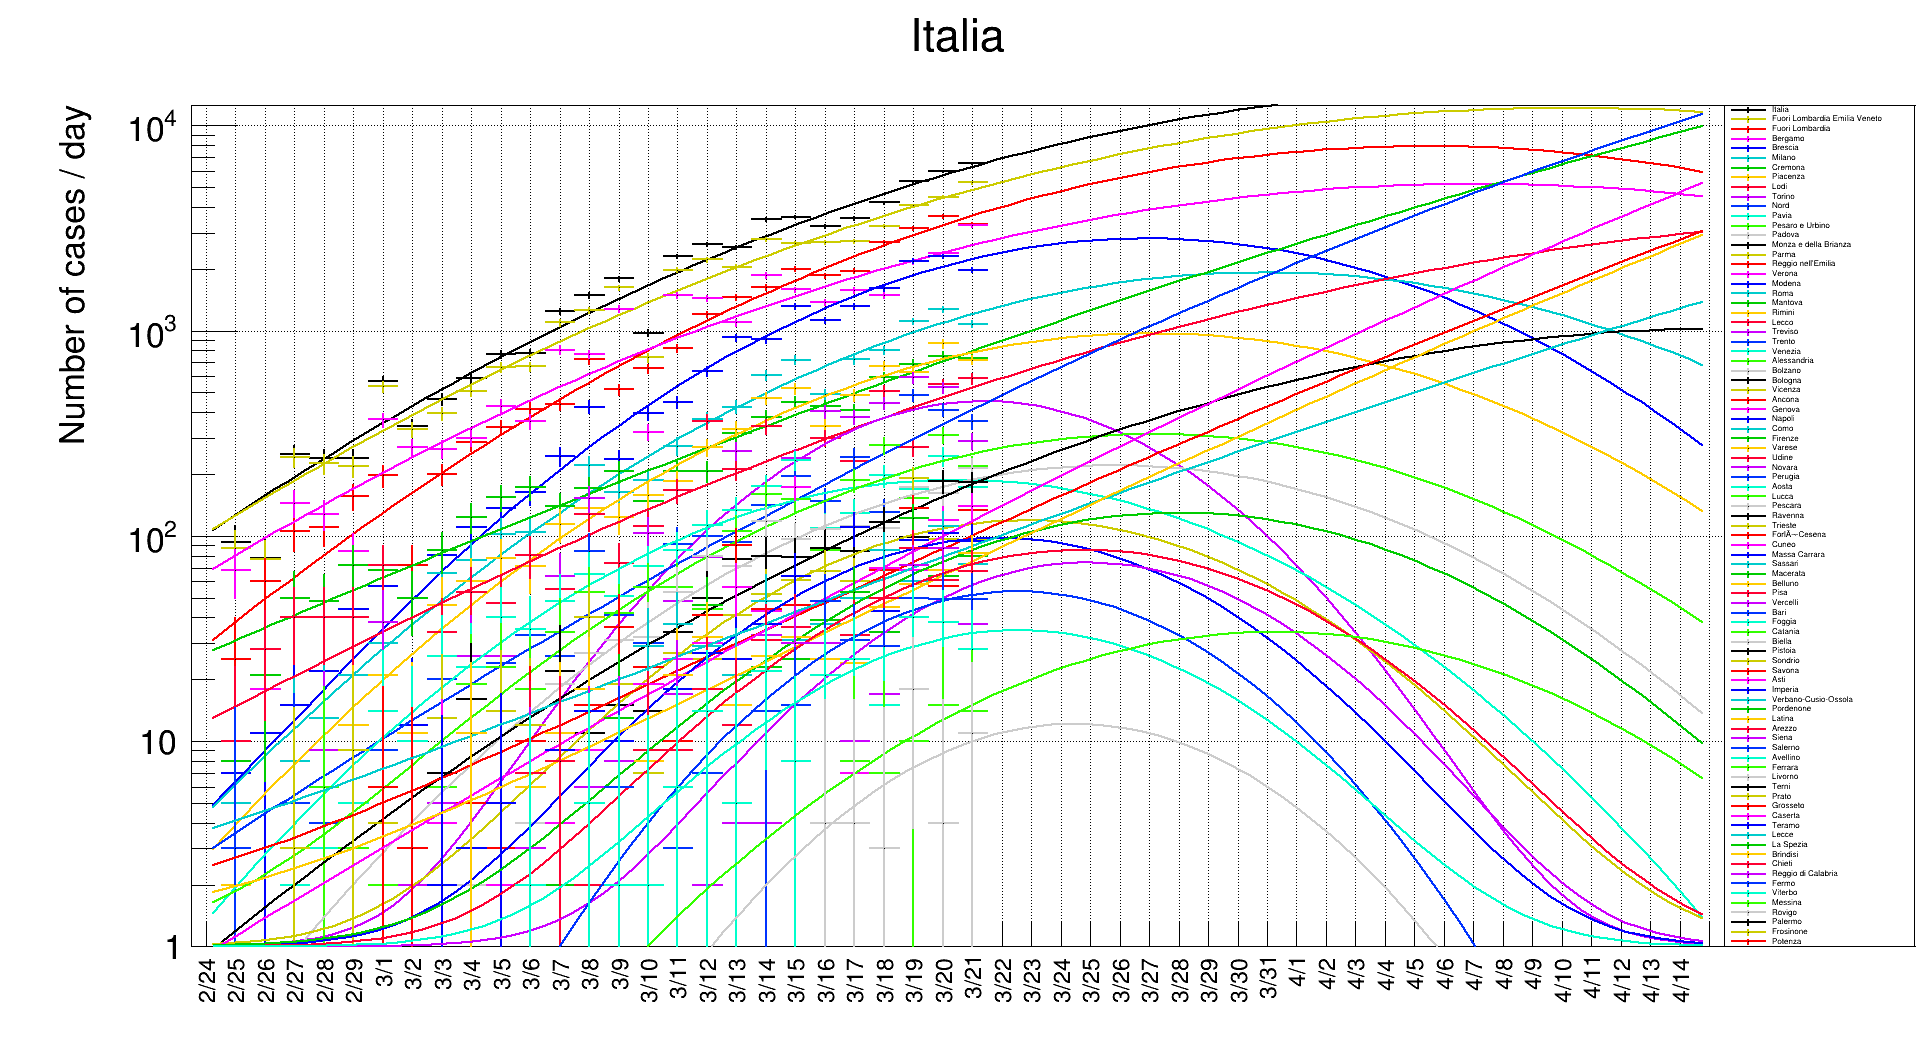 Italia
Number of cases / day
10⁴
10³
10²
10
1
2/24
2/25
2/26
2/27
2/28
2/29
3/1
3/2
3/3
3/4
3/5
3/6
3/7
3/8
3/9
3/10
3/11
3/12
3/13
3/14
3/15
3/16
3/17
3/18
3/19
3/20
3/21
3/22
3/23
3/24
3/25
3/26
3/27
3/28
3/29
3/30
3/31
4/1
4/2
4/3
4/4
4/5
4/6
4/7
4/8
4/9
4/10
4/11
4/12
4/13
4/14
Italia
Fuori Lombardia Emilia Veneto
Fuori Lombardia
Bergamo
Brescia
Milano
Cremona
Piacenza
Lodi
Torino
Nord
Pavia
Pesaro e Urbino
Padova
Monza e della Brianza
Parma
Reggio nell'Emilia
Verona
Modena
Roma
Mantova
Rimini
Lecco
Treviso
Trento
Venezia
Alessandria
Bolzano
Bologna
Vicenza
Ancona
Genova
Napoli
Como
Firenze
Varese
Udine
Novara
Perugia
Aosta
Lucca
Pescara
Ravenna
Trieste
ForlÃ¬-Cesena
Cuneo
Massa Carrara
Sassari
Macerata
Belluno
Pisa
Vercelli
Bari
Foggia
Catania
Biella
Pistoia
Sondrio
Savona
Asti
Imperia
Verbano-Cusio-Ossola
Pordenone
Latina
Arezzo
Siena
Salerno
Avellino
Ferrara
Livorno
Terni
Prato
Grosseto
Caserta
Teramo
Lecce
La Spezia
Brindisi
Chieti
Reggio di Calabria
Fermo
Viterbo
Messina
Rovigo
Palermo
Frosinone
Potenza